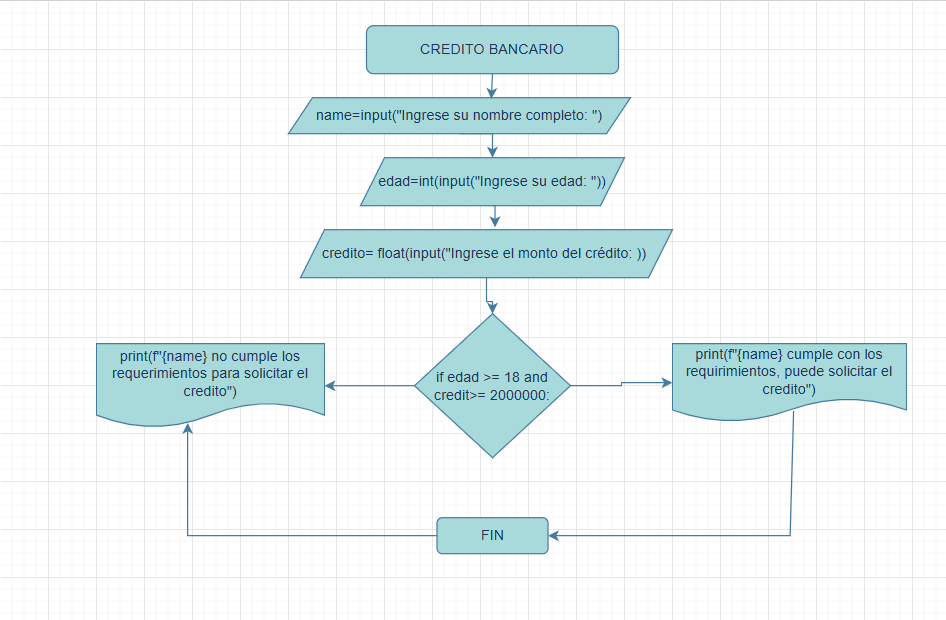 CREDITO BANCARIO
name=input("Ingrese su nombre completo: ")
edad=int(input("Ingrese su edad: "))
credito= float(input("Ingrese el monto del crédito: ))
if edad >= 18 and
credit>= 2000000:
print(f"{name} no cumple los
requerimientos para solicitar el
credito")
print(f"{name} cumple con los
requirimientos, puede solicitar el
credito")
FIN